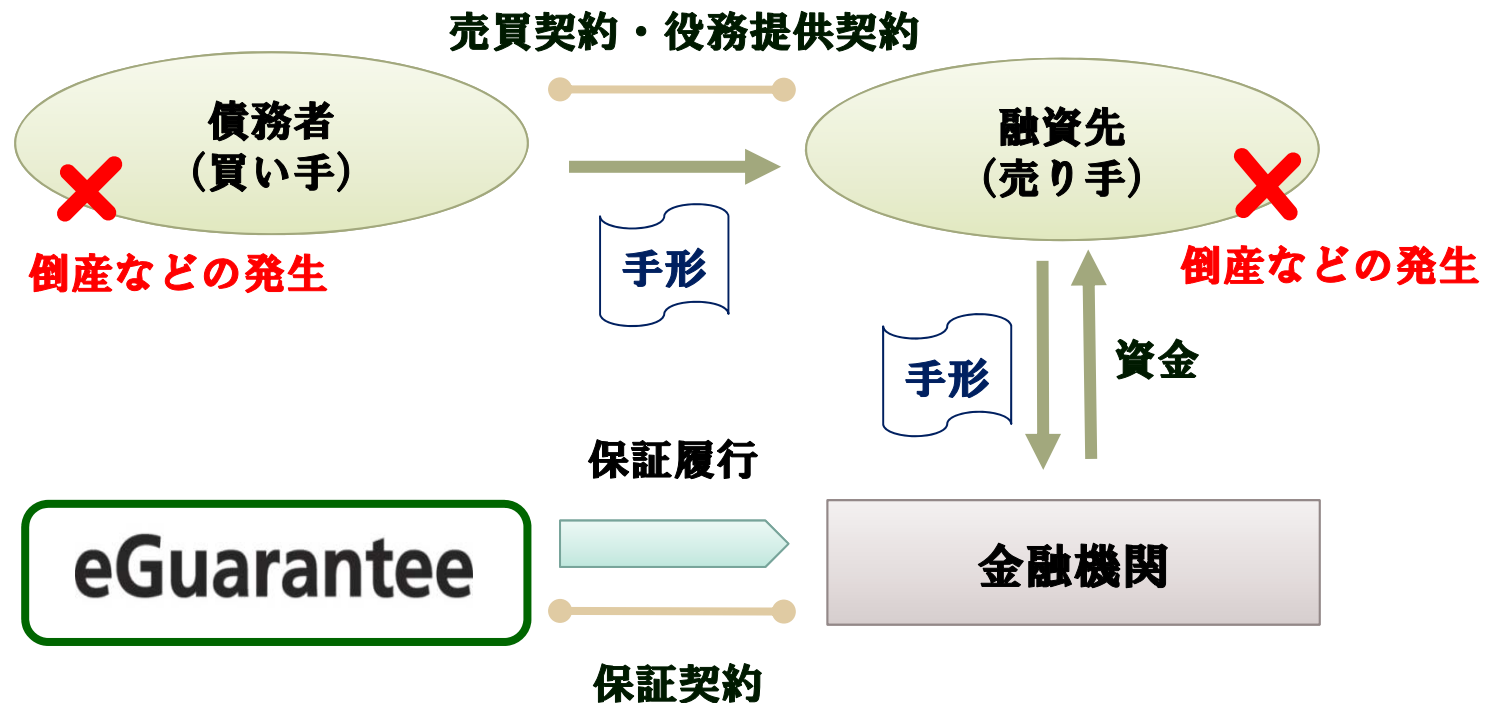 売買契約・役務提供契約
債務者
(買い手)
融資先
(売り手)
倒産などの発生
倒産などの発生
手形
手形
資金
保証履行
eGuarantee
金融機関
保証契約